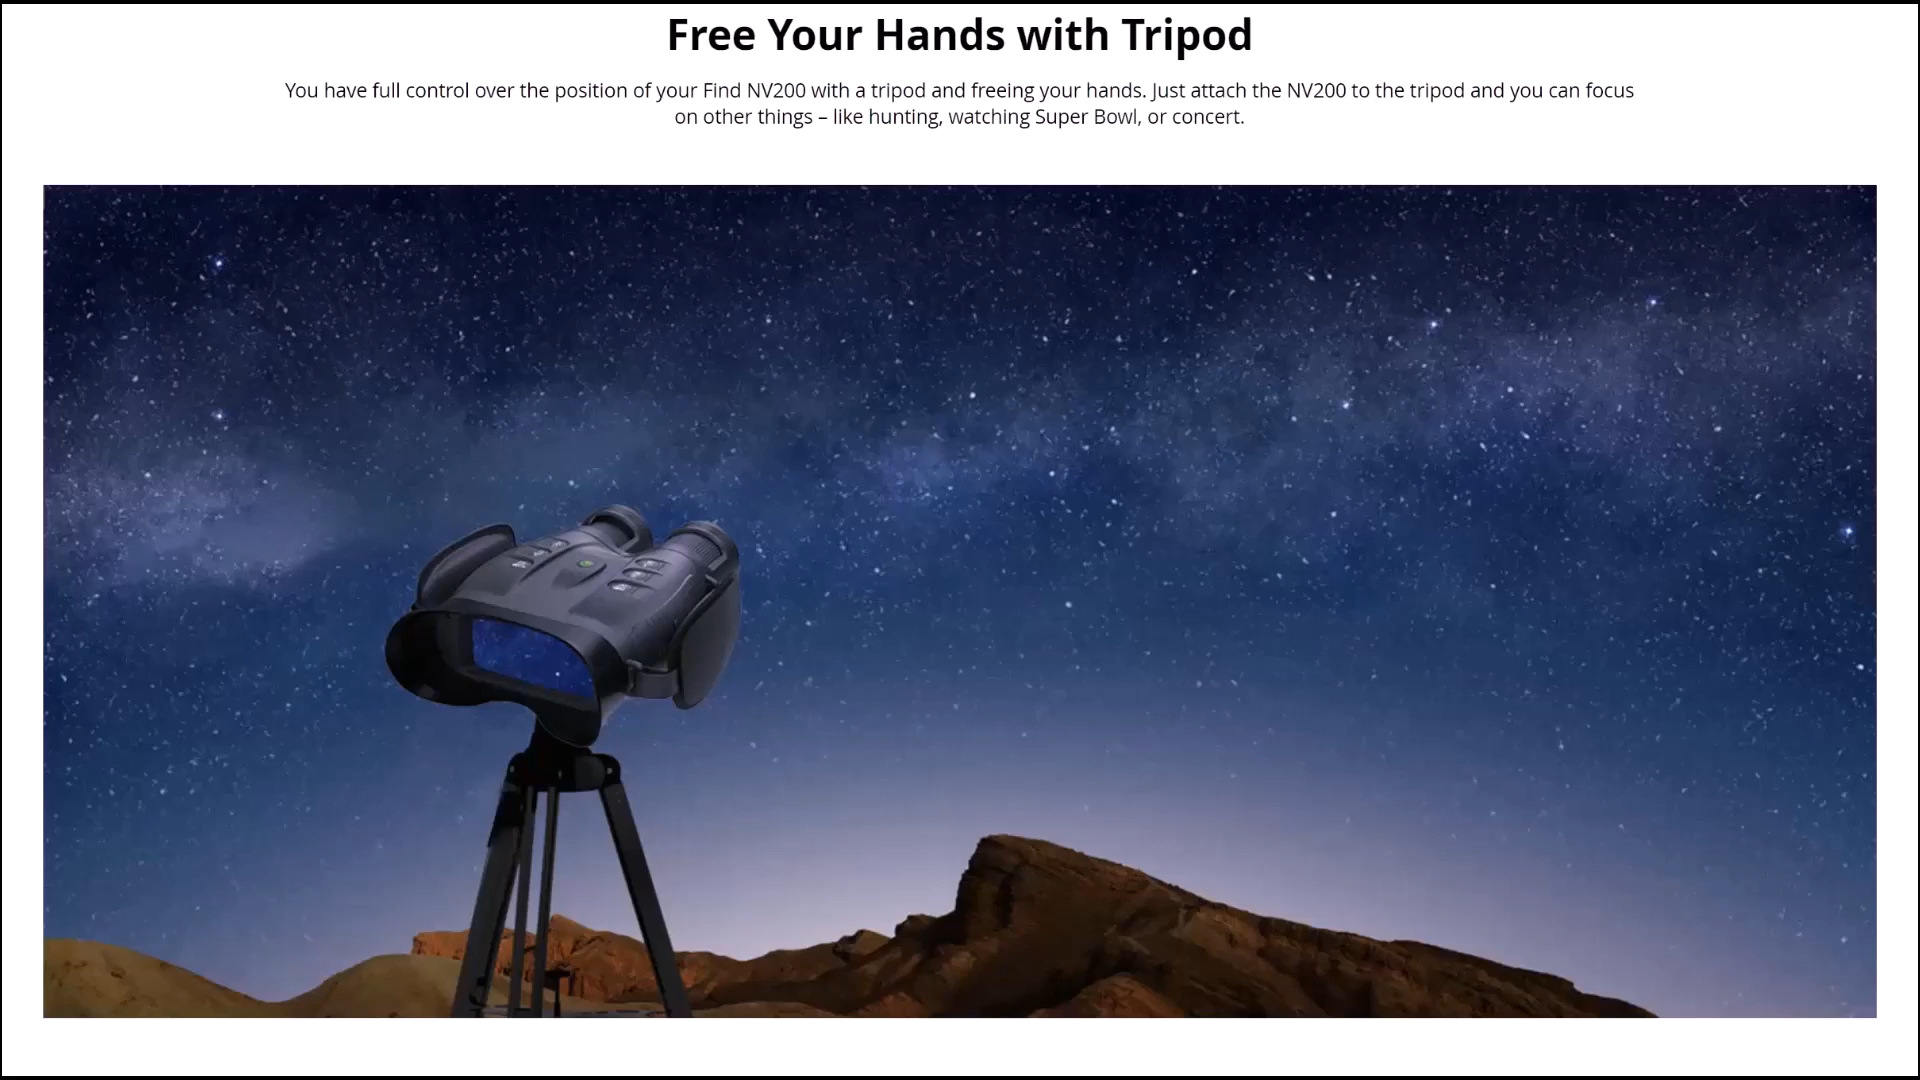 Free Your Hands with Tripod
You have full control over the position of your Find NV200 with a tripod and freeing your hands. Just attach the NV200 to the tripod and you can focus
on other things – like hunting, watching Super Bowl, or concert.